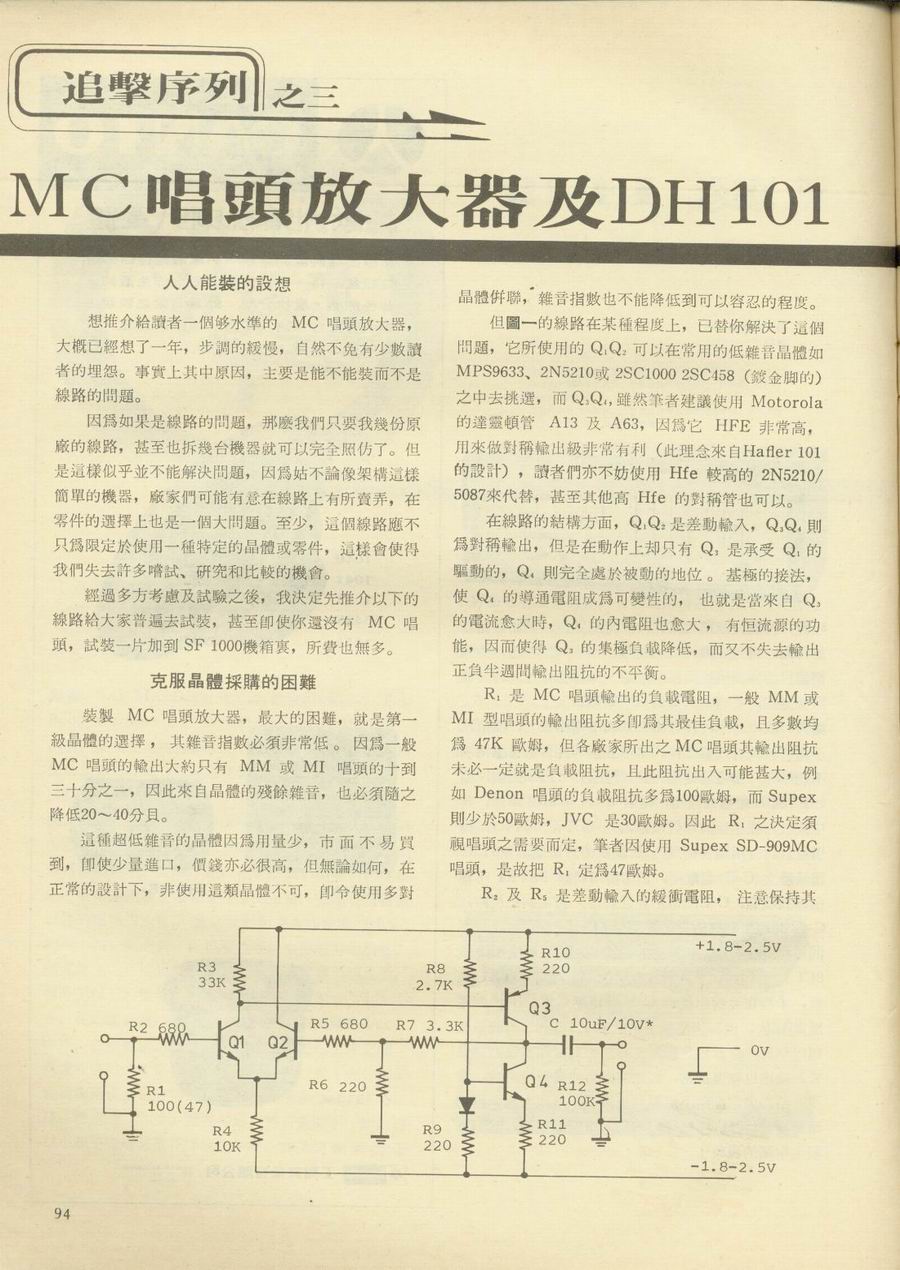 追擊序列之三
MC唱頭放大器及DH101
人人能裝的設想
想推介給讀者一個够水準的 MC 唱頭放大器，
大概已經想了一年，步調的緩慢，自然不免有少數讀
者的埋怨。事實上其中原因，主要是能不能裝而不是
線路的問題。
因爲如果是線路的問題，那麽我們只要我幾份原
廠的線路，甚至也拆幾台機器就可以完全照仿了。但
是這樣似乎並不能解決問題，因爲姑不論像架構這樣
簡單的機器，廠家們可能有意在線路上有所賣弄，在
零件的選擇上也是一個大問題。至少，這個線路應不
只爲限定於使用一種特定的晶體或零件，這樣會使得
我們失去許多嚐試、研究和比較的機會。
經過多方考慮及試驗之後，我決定先推介以下的
線路給大家普遍去試裝，甚至卽使你還沒有 MC 唱
頭，試裝一片加到 SF 1000機箱裏，所費也無多。
克服晶體採購的困難
裝製 MC 唱頭放大器，最大的困難，就是第一
級晶體的選擇，其雜音指數必須非常低。因爲一般
MC 唱頭的輸出大約只有 MM 或 MI 唱頭的十到
三十分之一，因此來自晶體的殘餘雜音，也必須隨之
降低20～40分貝。
這種超低雜音的晶體因爲用量少，市面不易買
到，卽使少量進口，價錢亦必很高，但無論如何，在
正常的設計下，非使用這類晶體不可，卽令使用多對
晶體併聯，雜音指數也不能降低到可以容忍的程度。
但圖一的線路在某種程度上，已替你解決了這個
問題，它所使用的 Q₁Q₂ 可以在常用的低雜音晶體如
MPS9633、2N5210或 2SC1000 2SC458（鍍金脚的）
之中去挑選，而 Q₃Q₄，雖然筆者建議使用 Motorola
的達靈頓管 A13 及 A63，因爲它 HFE 非常高，
用來做對稱輸出級非常有利（此理念來自Hafler 101
的設計），讀者們亦不妨使用 Hfe 較高的 2N5210/
5087來代替，甚至其他高 Hfe 的對稱管也可以。
在線路的結構方面，Q₁Q₂ 是差動輸入，Q₃Q₄ 則
爲對稱輸出，但是在動作上却只有 Q₃ 是承受 Q₁ 的
驅動的，Q₄ 則完全處於被動的地位。基極的接法，
使 Q₄ 的導通電阻成爲可變性的，也就是當來自 Q₃
的電流愈大時，Q₄ 的內電阻也愈大，有恒流源的功
能，因而使得 Q₃ 的集極負載降低，而又不失去輸出
正負半週間輸出阻抗的不平衡。
R₁ 是 MC 唱頭輸出的負載電阻，一般 MM 或
MI 型唱頭的輸出阻抗多卽爲其最佳負載，且多數均
爲 47K 歐姆，但各廠家所出之 MC 唱頭其輸出阻抗
未必一定就是負載阻抗，且此阻抗出入可能甚大，例
如 Denon 唱頭的負載阻抗多爲100歐姆，而 Supex
則少於50歐姆，JVC 是30歐姆。因此 R₁ 之決定須
視唱頭之需要而定，筆者因使用 Supex SD-909MC
唱頭，是故把 R₁ 定爲47歐姆。
R₂ 及 R₅ 是差動輸入的緩衝電阻，注意保持其
+1.8-2.5V
R3
33K
R8
2.7K
R10
220
Q3
C 10uF/10V*
R2 680
Q1
Q2
R5 680
R7 3.3K
0V
R1
100(47)
R6 220
Q4
R12
100K
R4
10K
R9
220
R11
220
-1.8-2.5V
94